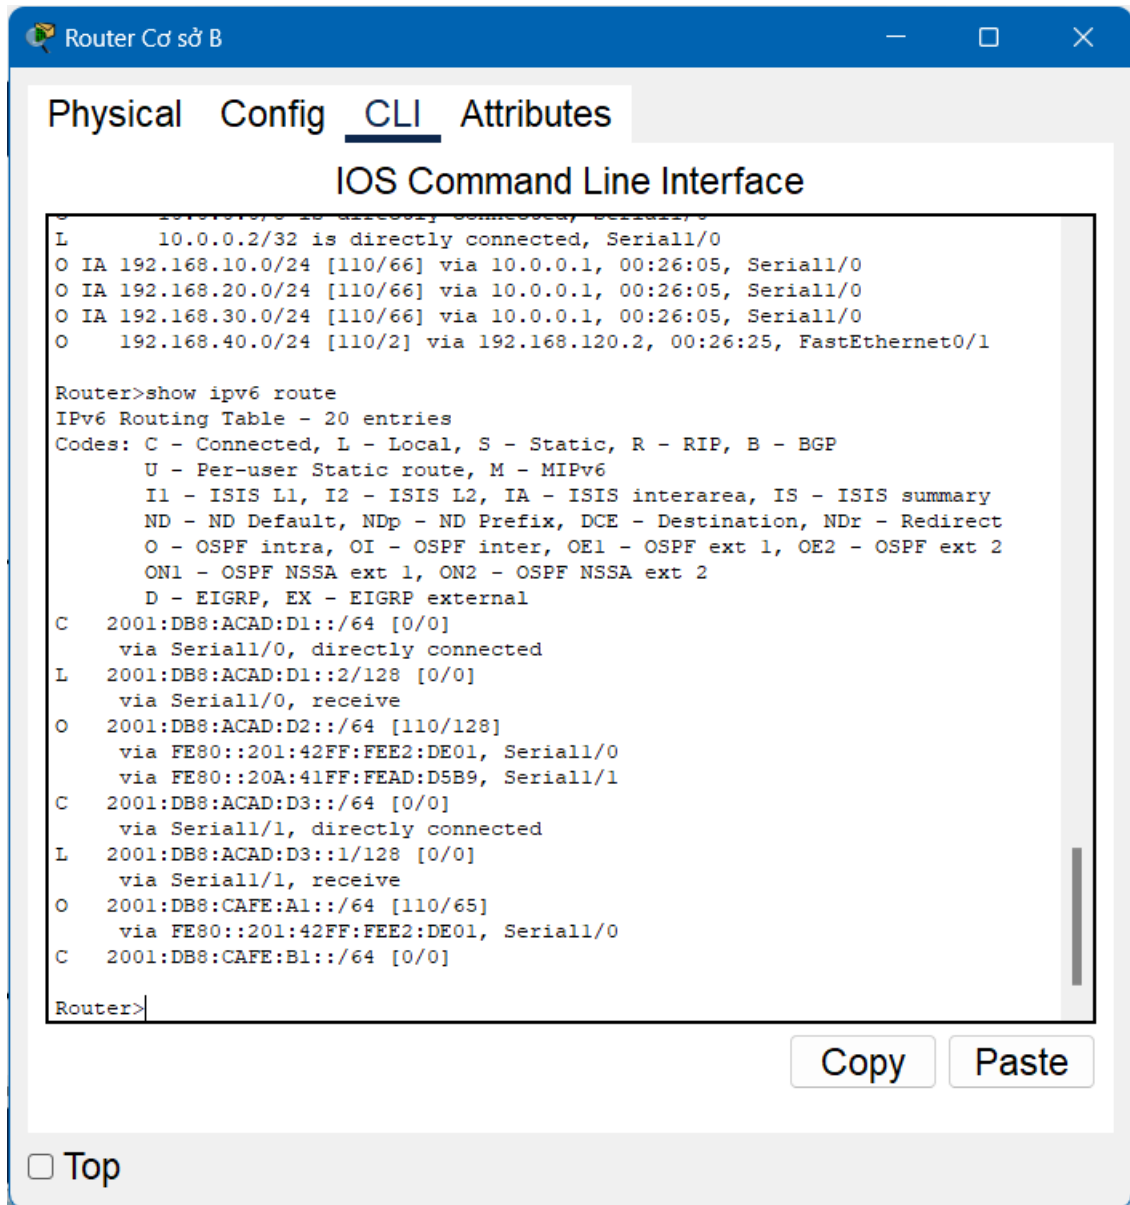 Router Cơ sở B
Physical Config CLI Attributes
IOS Command Line Interface
L 10.0.0.2/32 is directly connected, Serial1/0
O IA 192.168.10.0/24 [110/66] via 10.0.0.1, 00:26:05, Serial1/0
O IA 192.168.20.0/24 [110/66] via 10.0.0.1, 00:26:05, Serial1/0
O IA 192.168.30.0/24 [110/66] via 10.0.0.1, 00:26:05, Serial1/0
O 192.168.40.0/24 [110/2] via 192.168.120.2, 00:26:25, FastEthernet0/1
Router>show ipv6 route
IPv6 Routing Table - 20 entries
Codes: C - Connected, L - Local, S - Static, R - RIP, B - BGP
U - Per-user Static route, M - MIPv6
I1 - ISIS L1, I2 - ISIS L2, IA - ISIS interarea, IS - ISIS summary
ND - ND Default, NDp - ND Prefix, DCE - Destination, NDr - Redirect
O - OSPF intra, OI - OSPF inter, OE1 - OSPF ext 1, OE2 - OSPF ext 2
ON1 - OSPF NSSA ext 1, ON2 - OSPF NSSA ext 2
D - EIGRP, EX - EIGRP external
C 2001:DB8:ACAD:D1::/64 [0/0]
via Serial1/0, directly connected
L 2001:DB8:ACAD:D1::2/128 [0/0]
via Serial1/0, receive
O 2001:DB8:ACAD:D2::/64 [110/128]
via FE80::201:42FF:FEE2:DE01, Serial1/0
via FE80::20A:41FF:FEAD:D5B9, Serial1/1
C 2001:DB8:ACAD:D3::/64 [0/0]
via Serial1/1, directly connected
L 2001:DB8:ACAD:D3::1/128 [0/0]
via Serial1/1, receive
O 2001:DB8:CAFE:A1::/64 [110/65]
via FE80::201:42FF:FEE2:DE01, Serial1/0
C 2001:DB8:CAFE:B1::/64 [0/0]
Router>
Copy Paste
Top